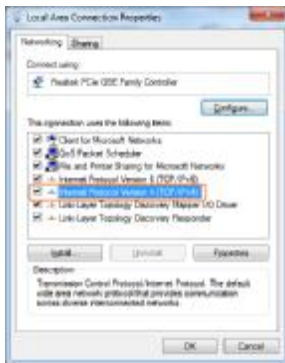 Local Area Connection Properties
Networking Sharing
Connect using:
Realtek PCIe GBE Family Controller
Configure...
This connection uses the following items:
Client for Microsoft Networks
QoS Packet Scheduler
File and Printer Sharing for Microsoft Networks
Internet Protocol Version 6 (TCP/IPv6)
Internet Protocol Version 4 (TCP/IPv4)
Link-Layer Topology Discovery Mapper I/O Driver
Link-Layer Topology Discovery Responder
Install...
Uninstall
Properties
Description
Transmission Control Protocol/Internet Protocol. The default
wide area network protocol that provides communication
across diverse interconnected networks.
OK
Cancel